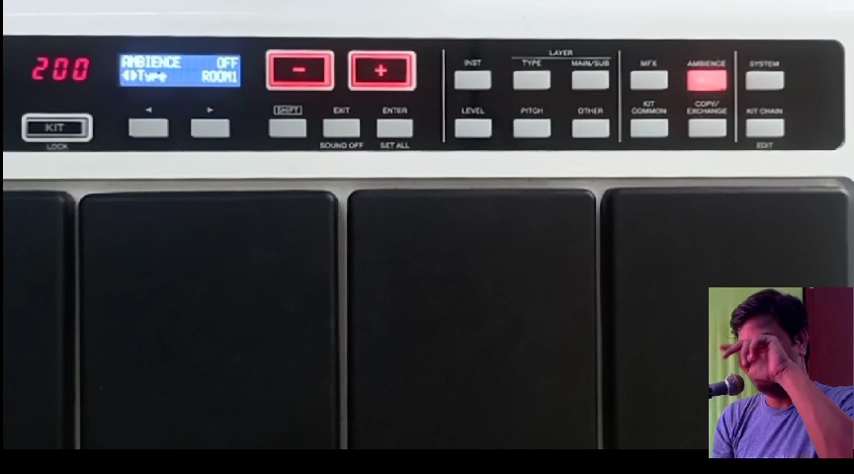 200
AMBIENCE OFF
Type ROOM1
KIT
LOCK
SHIFT
EXIT
ENTER
SOUND OFF
SET ALL
LAYER
INST
TYPE
MAIN/SUB
LEVEL
PITCH
OTHER
MFX
AMBIENCE
KIT
COMMON
COPY/
EXCHANGE
SYSTEM
KIT CHAIN
EDIT